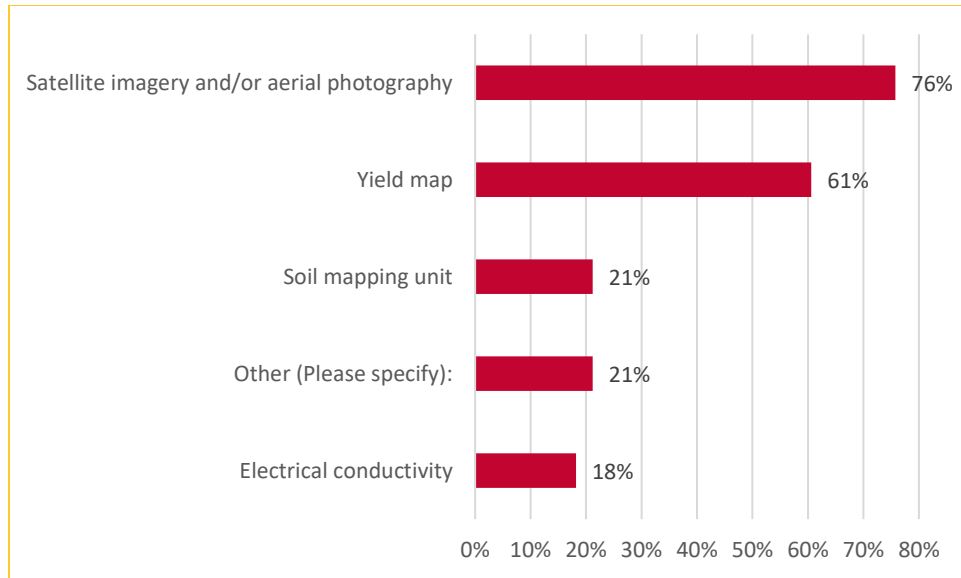 Satellite imagery and/or aerial photography 76%
Yield map 61%
Soil mapping unit 21%
Other (Please specify): 21%
Electrical conductivity 18%
0% 10% 20% 30% 40% 50% 60% 70% 80%